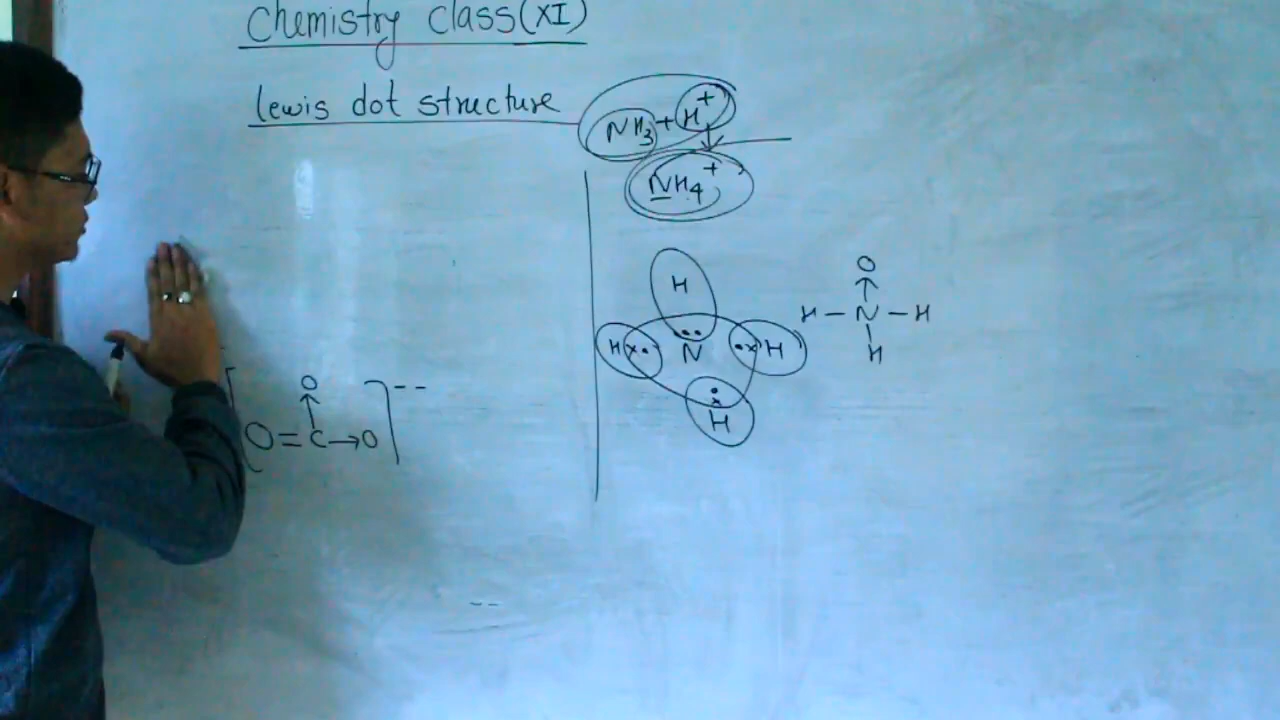 Chemistry Class(XI)
Lewis dot structure
NH3 + H+
↓
NH4+
H
••
H ו N •× H
•
×
H
O
↑
H — N — H
|
H
[O = C → O]--
↑
O
--